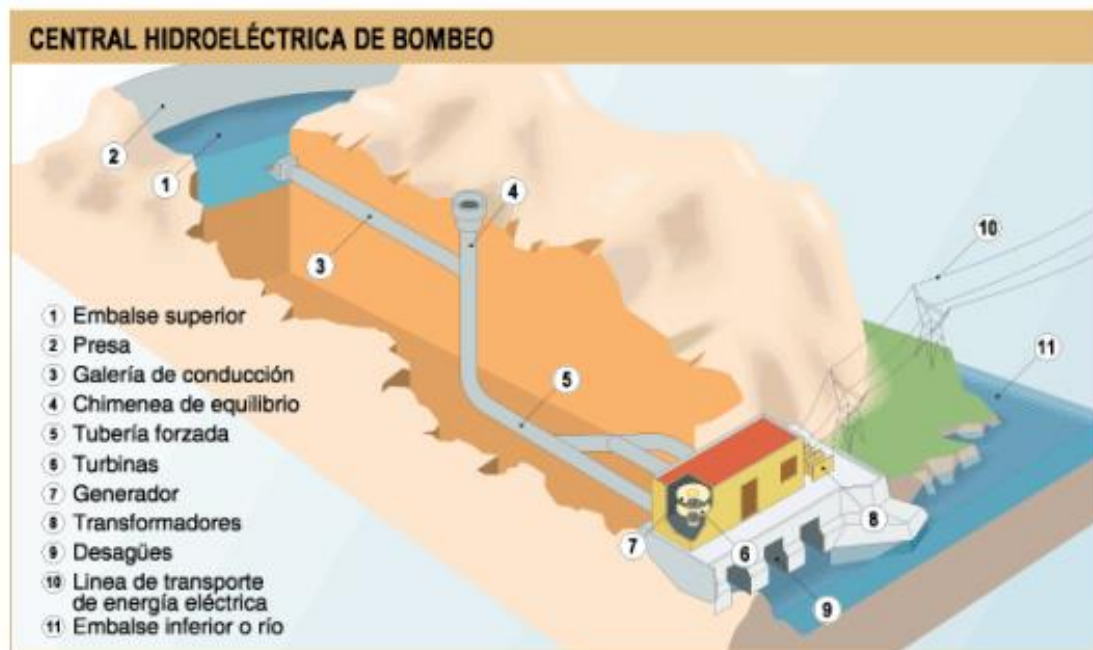 CENTRAL HIDROELÉCTRICA DE BOMBEO
2
1
4
3
10
11
5
1 Embalse superior
2 Presa
3 Galería de conducción
4 Chimenea de equilibrio
5 Tubería forzada
6 Turbinas
7 Generador
8 Transformadores
9 Desagües
10 Linea de transporte
de energía eléctrica
11 Embalse inferior o río
7
6
8
9